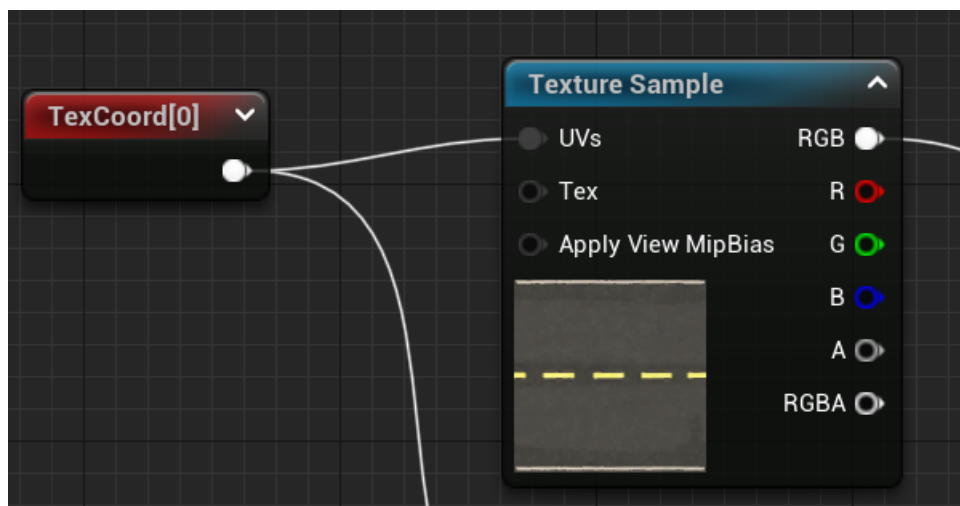 TexCoord[0]
Texture Sample
UVs
RGB
Tex
R
Apply View MipBias
G
B
A
RGBA